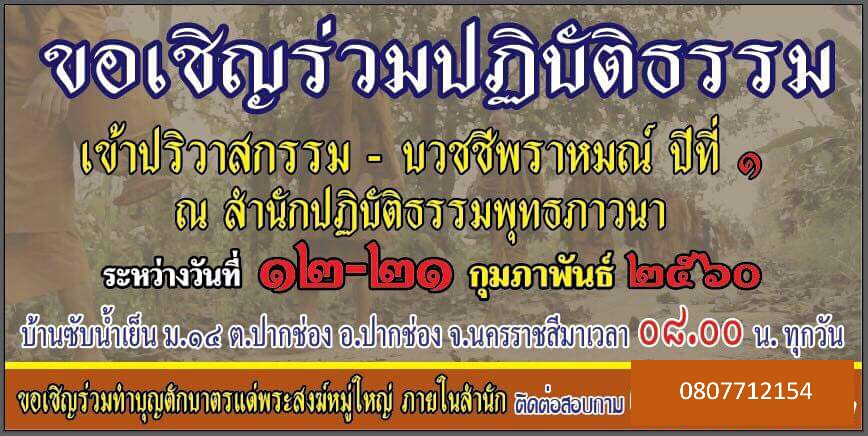 ขอเชิญร่วมปฏิบัติธรรม
เข้าปริวาสกรรม - บวชชีพราหมณ์ ปีที่ ๑
ณ สำนักปฏิบัติธรรมพุทธภาวนา
ระหว่างวันที่ ๑๒-๒๑ กุมภาพันธ์ ๒๕๖๐
บ้านซับน้ำเย็น ม.๑๔ ต.ปากช่อง อ.ปากช่อง จ.นครราชสีมาเวลา ๐๘.๐๐ น. ทุกวัน
ขอเชิญร่วมทำบุญตักบาตรแด่พระสงฆ์หมู่ใหญ่ ภายในสำนัก ติดต่อสอบถาม 0807712154